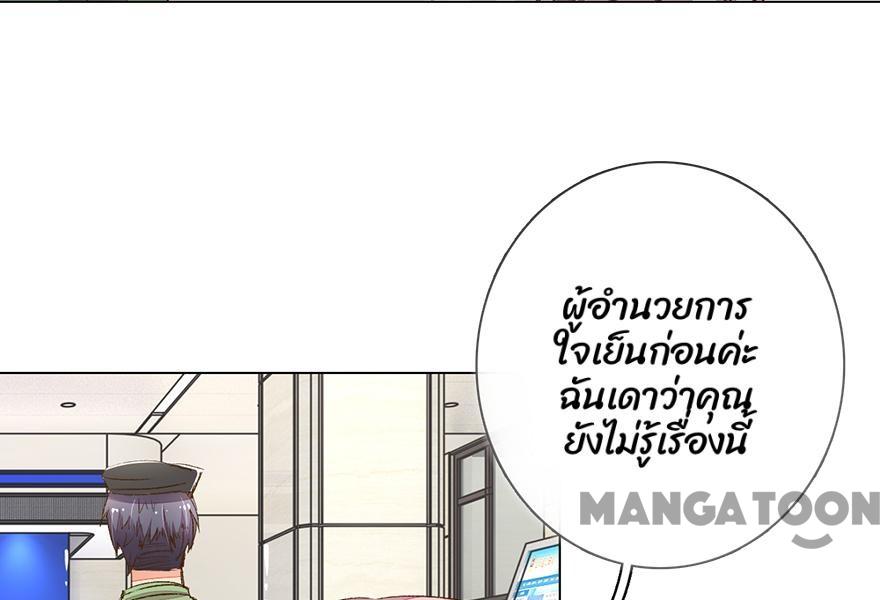 ผู้อำนวยการ
ใจเย็นก่อนค่ะ
ฉันเดาว่าคุณ
ยังไม่รู้เรื่องนี้
MANGATOON